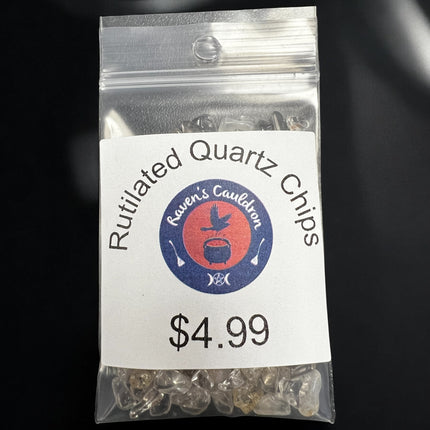 Rutilated Quartz Chips
Raven's Cauldron
$4.99